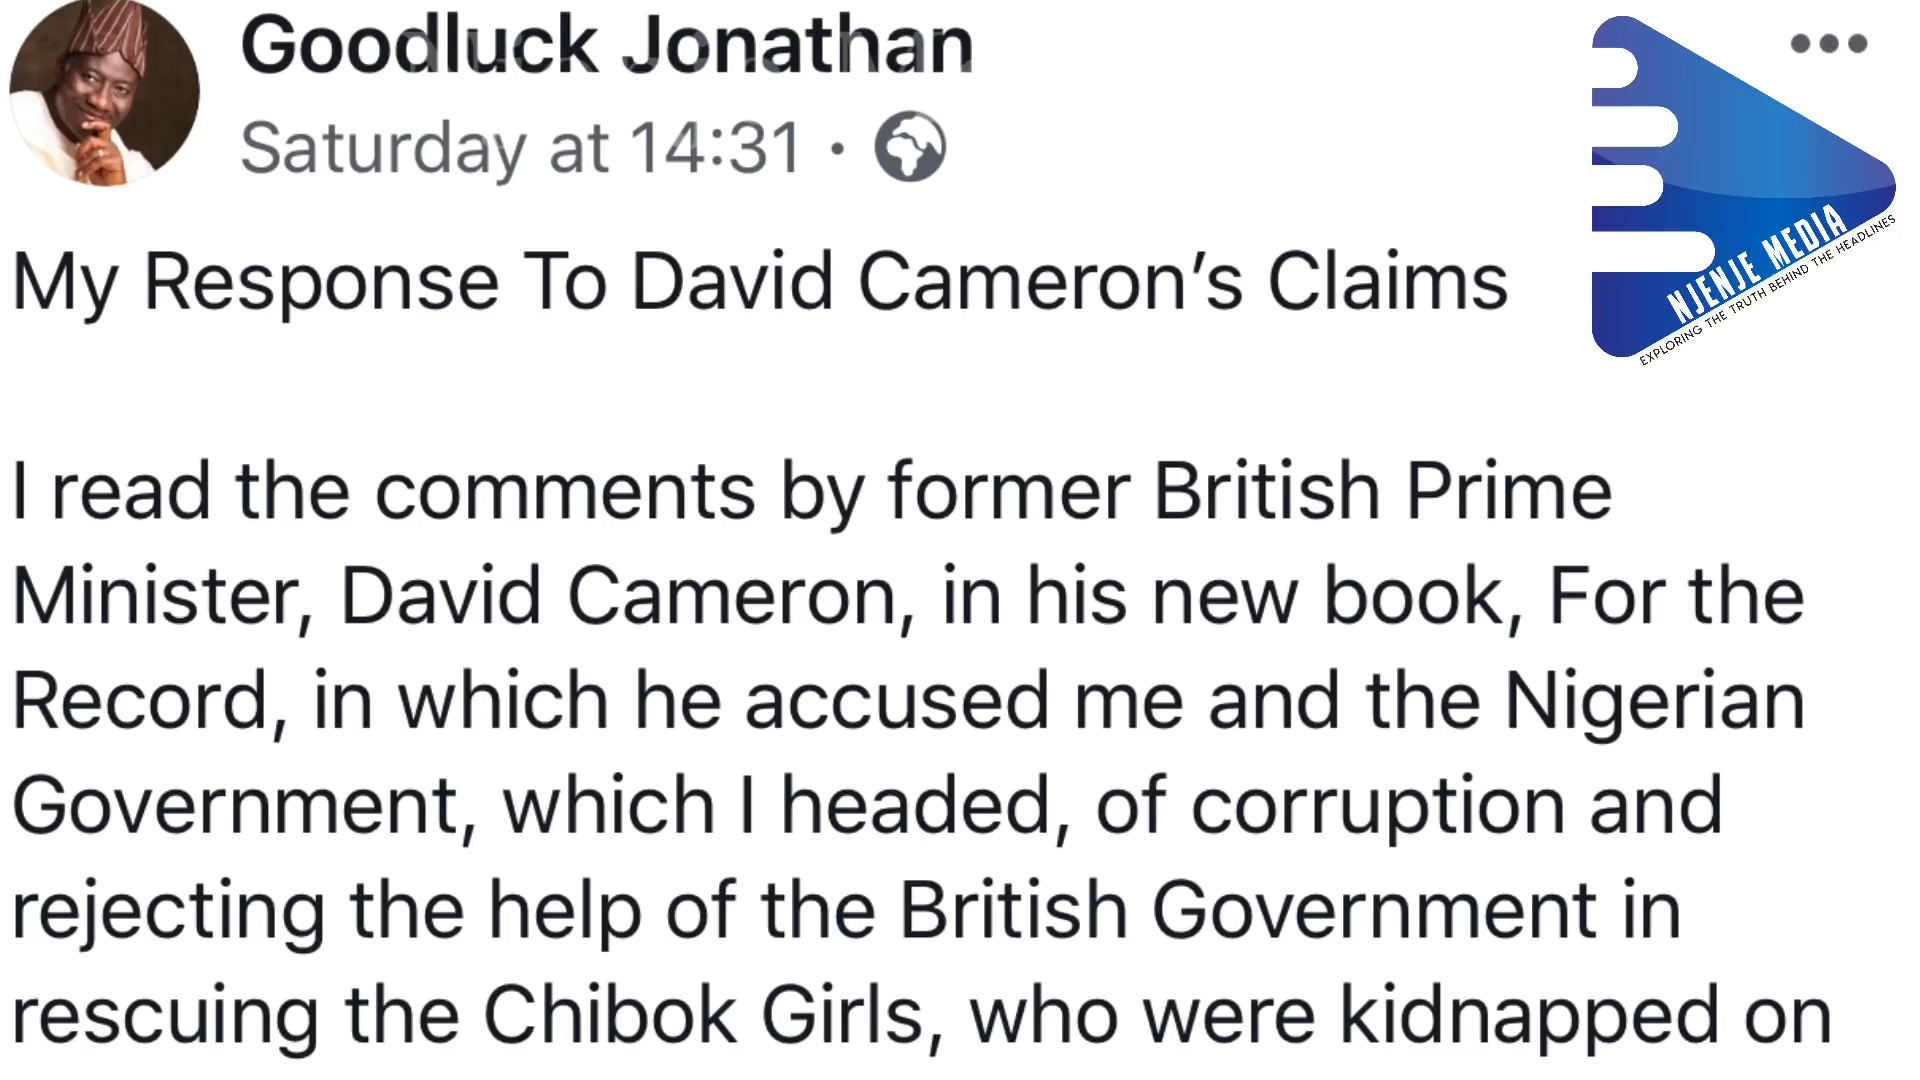 Goodluck Jonathan
Saturday at 14:31 ·
My Response To David Cameron’s Claims
I read the comments by former British Prime
Minister, David Cameron, in his new book, For the
Record, in which he accused me and the Nigerian
Government, which I headed, of corruption and
rejecting the help of the British Government in
rescuing the Chibok Girls, who were kidnapped on
NJENJE MEDIA
EXPLORING THE TRUTH BEHIND THE HEADLINES